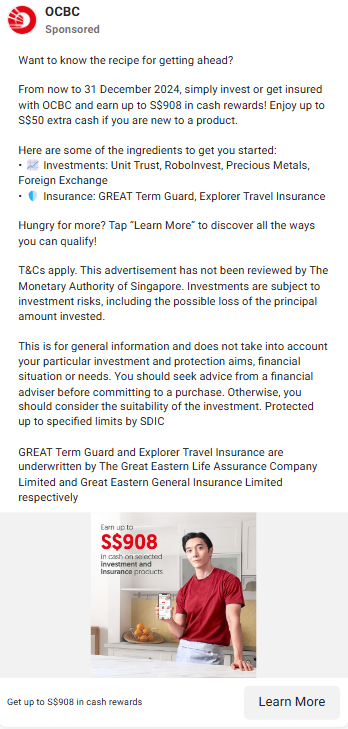 OCBC
Sponsored
Want to know the recipe for getting ahead?
From now to 31 December 2024, simply invest or get insured
with OCBC and earn up to S$908 in cash rewards! Enjoy up to
S$50 extra cash if you are new to a product.
Here are some of the ingredients to get you started:
• 📈 Investments: Unit Trust, RoboInvest, Precious Metals,
Foreign Exchange
• 🛡️ Insurance: GREAT Term Guard, Explorer Travel Insurance
Hungry for more? Tap “Learn More” to discover all the ways
you can qualify!
T&Cs apply. This advertisement has not been reviewed by The
Monetary Authority of Singapore. Investments are subject to
investment risks, including the possible loss of the principal
amount invested.
This is for general information and does not take into account
your particular investment and protection aims, financial
situation or needs. You should seek advice from a financial
adviser before committing to a purchase. Otherwise, you
should consider the suitability of the investment. Protected
up to specified limits by SDIC
GREAT Term Guard and Explorer Travel Insurance are
underwritten by The Great Eastern Life Assurance Company
Limited and Great Eastern General Insurance Limited
respectively
Earn up to
S$908
in cash on selected
investment and
insurance products
Get up to S$908 in cash rewards
Learn More